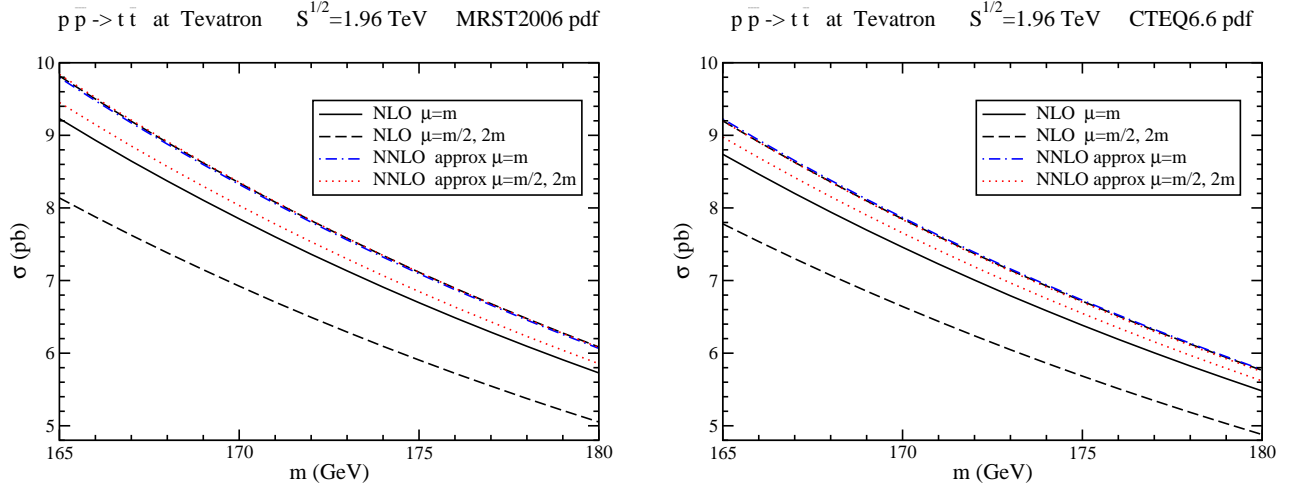 p p̄ -> t t̄ at Tevatron S^1/2=1.96 TeV MRST2006 pdf
10
9
8
7
6
5
σ (pb)
NLO μ=m
NLO μ=m/2, 2m
NNLO approx μ=m
NNLO approx μ=m/2, 2m
165
170
175
180
m (GeV)
p p̄ -> t t̄ at Tevatron S^1/2=1.96 TeV CTEQ6.6 pdf
10
9
8
7
6
5
σ (pb)
NLO μ=m
NLO μ=m/2, 2m
NNLO approx μ=m
NNLO approx μ=m/2, 2m
165
170
175
180
m (GeV)